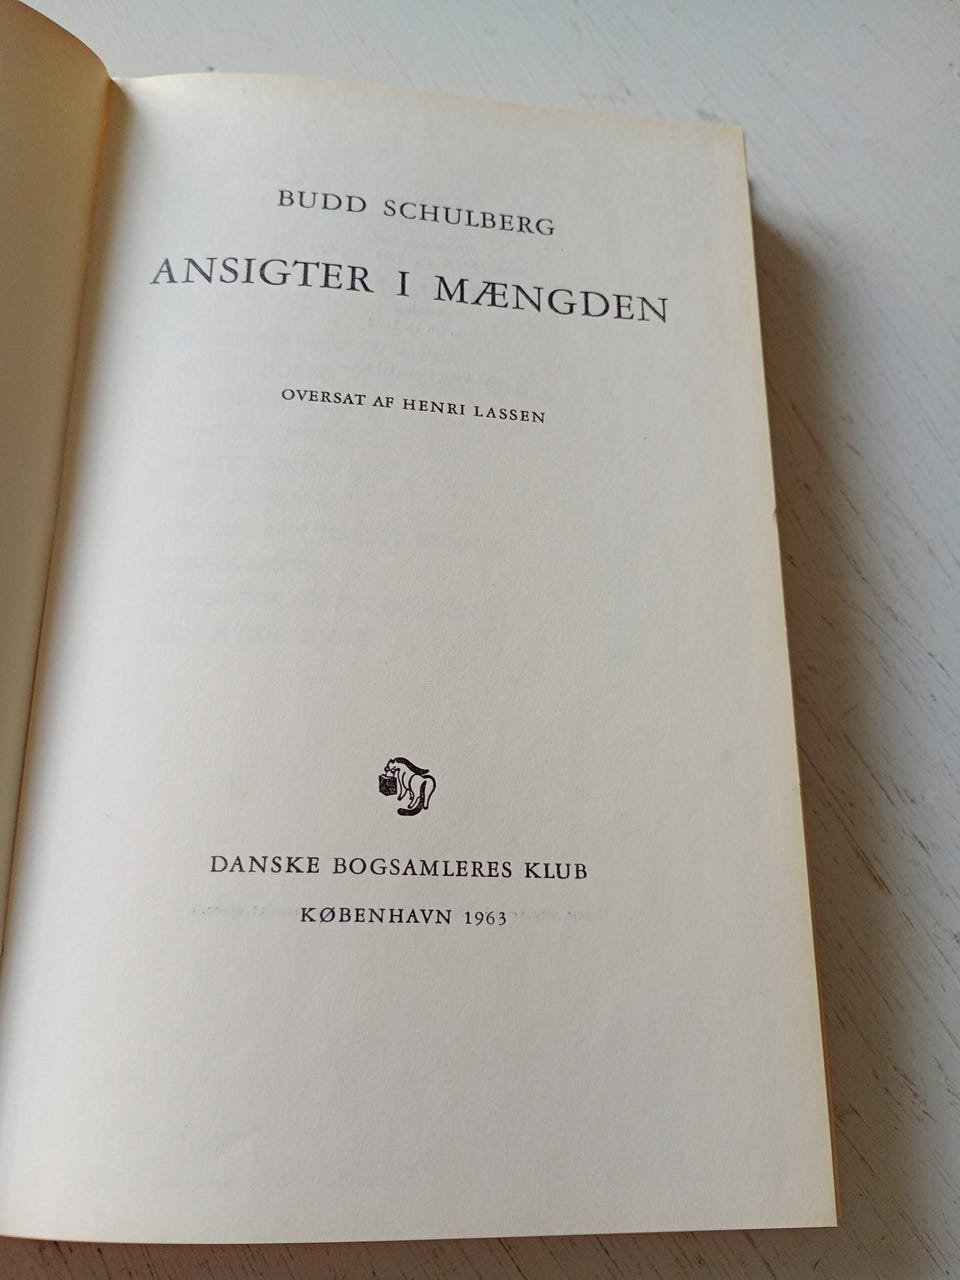 BUDD SCHULBERG
ANSIGTER I MÆNGDEN
OVERSAT AF HENRI LASSEN
DANSKE BOGSAMLERES KLUB
KØBENHAVN 1963